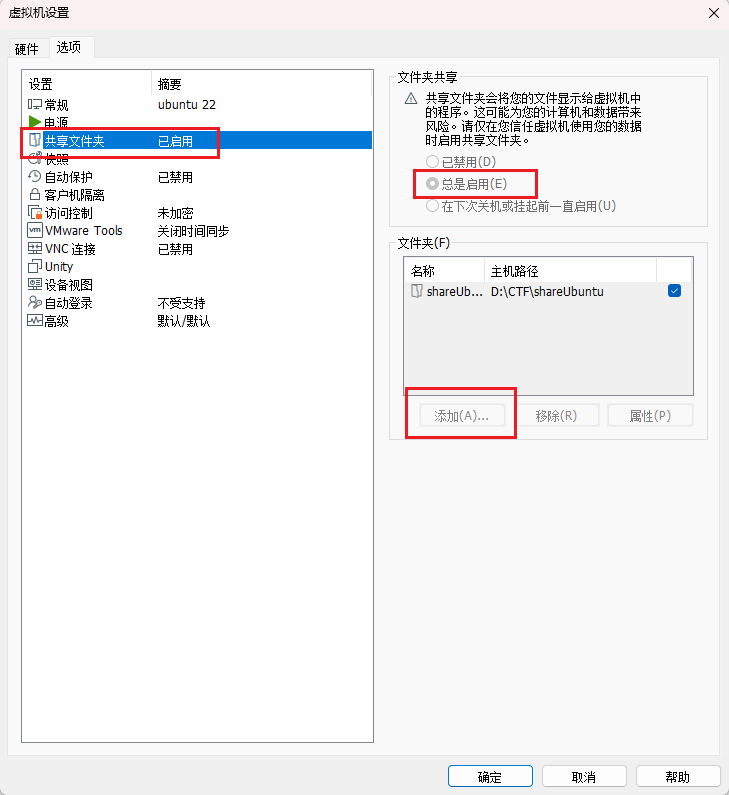 虚拟机设置
硬件 选项
设置 摘要
常规 ubuntu 22
电源
共享文件夹 已启用
快照
自动保护 已禁用
客户机隔离
访问控制 未加密
VMware Tools 关闭时间同步
VNC 连接 已禁用
Unity
设备视图
自动登录 不受支持
高级 默认/默认
文件夹共享
共享文件夹会将您的文件显示给虚拟机中
的程序。这可能为您的计算机和数据带来
风险。请仅在您信任虚拟机使用您的数据
时启用共享文件夹。
已禁用(D)
总是启用(E)
在下次关机或挂起前一直启用(U)
文件夹(F)
名称 主机路径
shareUb... D:\CTF\shareUbuntu
添加(A)... 移除(R) 属性(P)
确定 取消 帮助